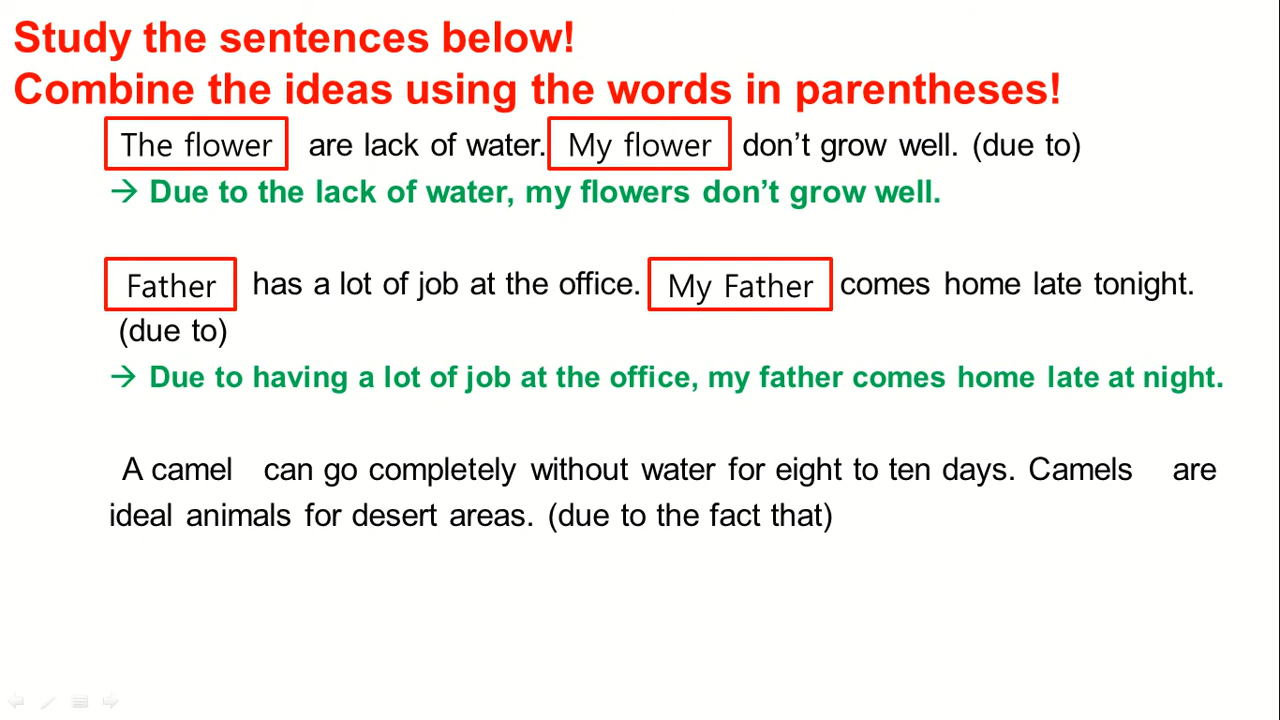 Study the sentences below!
Combine the ideas using the words in parentheses!
The flower are lack of water. My flower don't grow well. (due to)
→ Due to the lack of water, my flowers don't grow well.
Father has a lot of job at the office. My Father comes home late tonight.
(due to)
→ Due to having a lot of job at the office, my father comes home late at night.
A camel can go completely without water for eight to ten days. Camels are
ideal animals for desert areas. (due to the fact that)